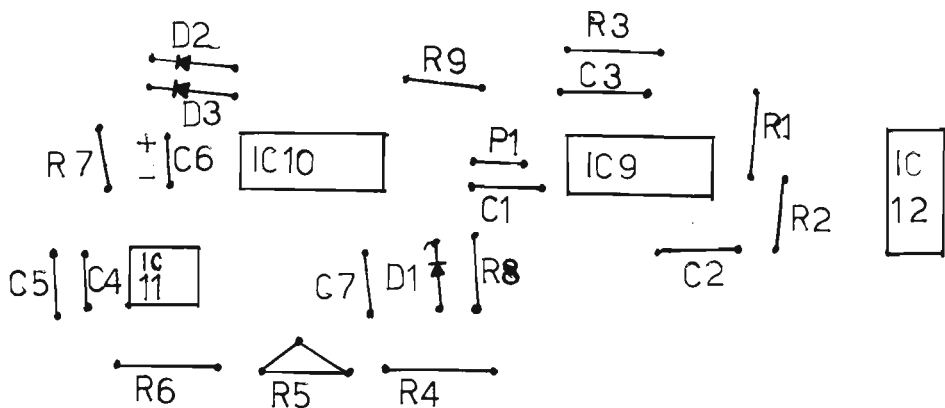 D2
R3
R9
C3
D3
R7
+
-
C6
IC10
P1
IC9
R1
IC
12
C1
R2
C5
C4
IC
11
C7
D1
R8
C2
R6
R5
R4